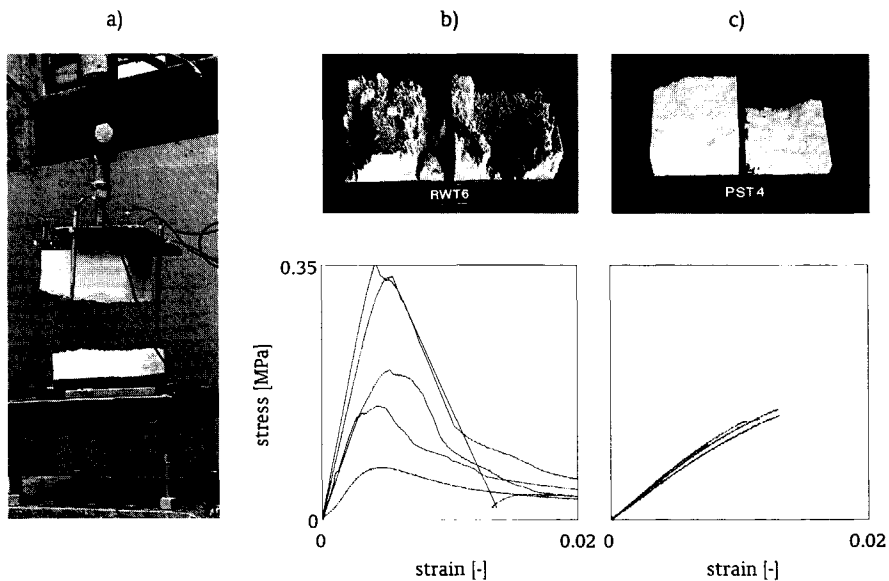 a)
b)
c)
RWT6
PST4
0.35
stress [MPa]
0
0
0.02
0
0.02
strain [-]
strain [-]